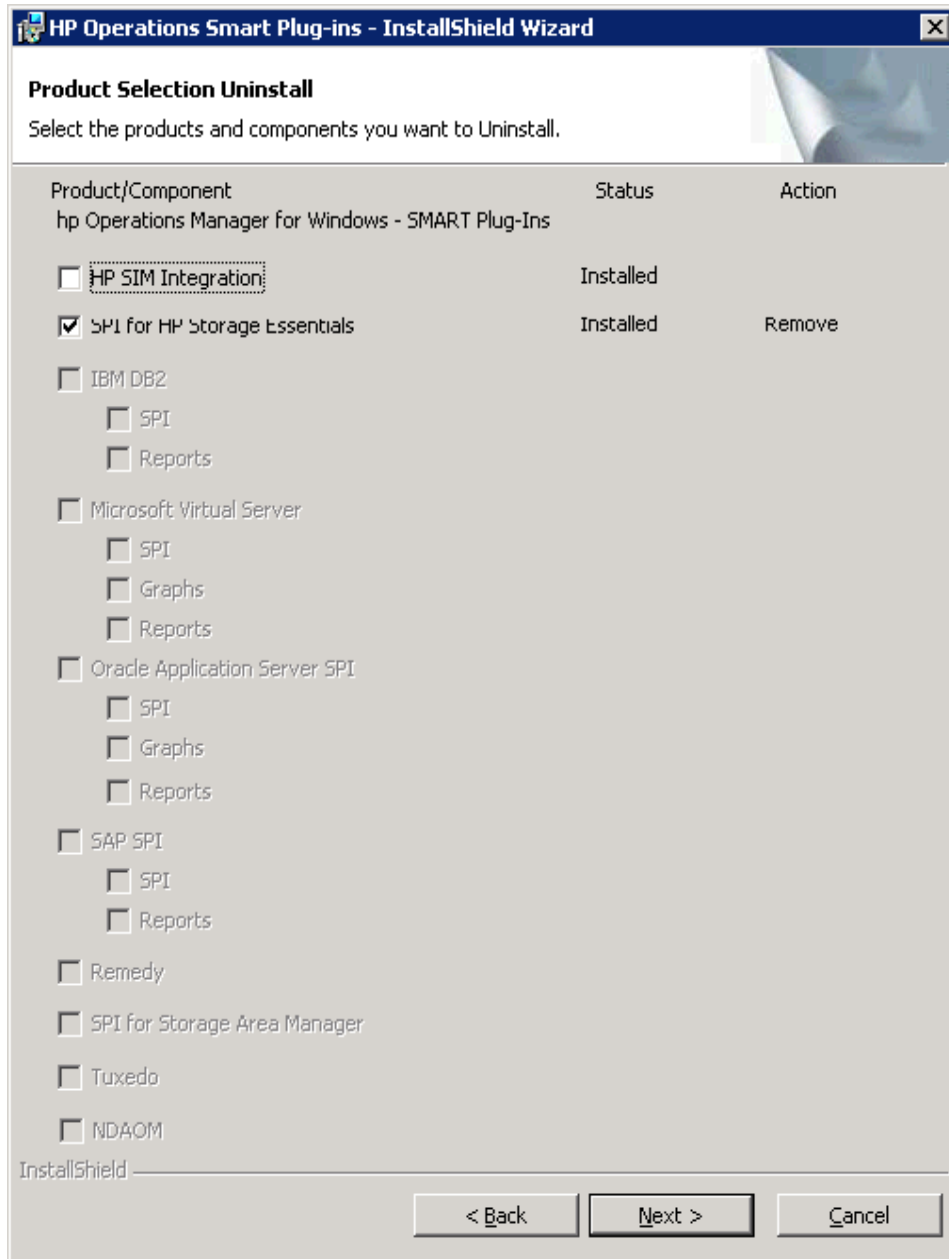 HP Operations Smart Plug-ins - InstallShield Wizard
Product Selection Uninstall
Select the products and components you want to Uninstall.
Product/Component Status Action
hp Operations Manager for Windows - SMART Plug-Ins
HP SIM Integration Installed
SPI for HP Storage Essentials Installed Remove
IBM DB2
SPI
Reports
Microsoft Virtual Server
SPI
Graphs
Reports
Oracle Application Server SPI
SPI
Graphs
Reports
SAP SPI
SPI
Reports
Remedy
SPI for Storage Area Manager
Tuxedo
NDAOM
InstallShield
< Back Next > Cancel